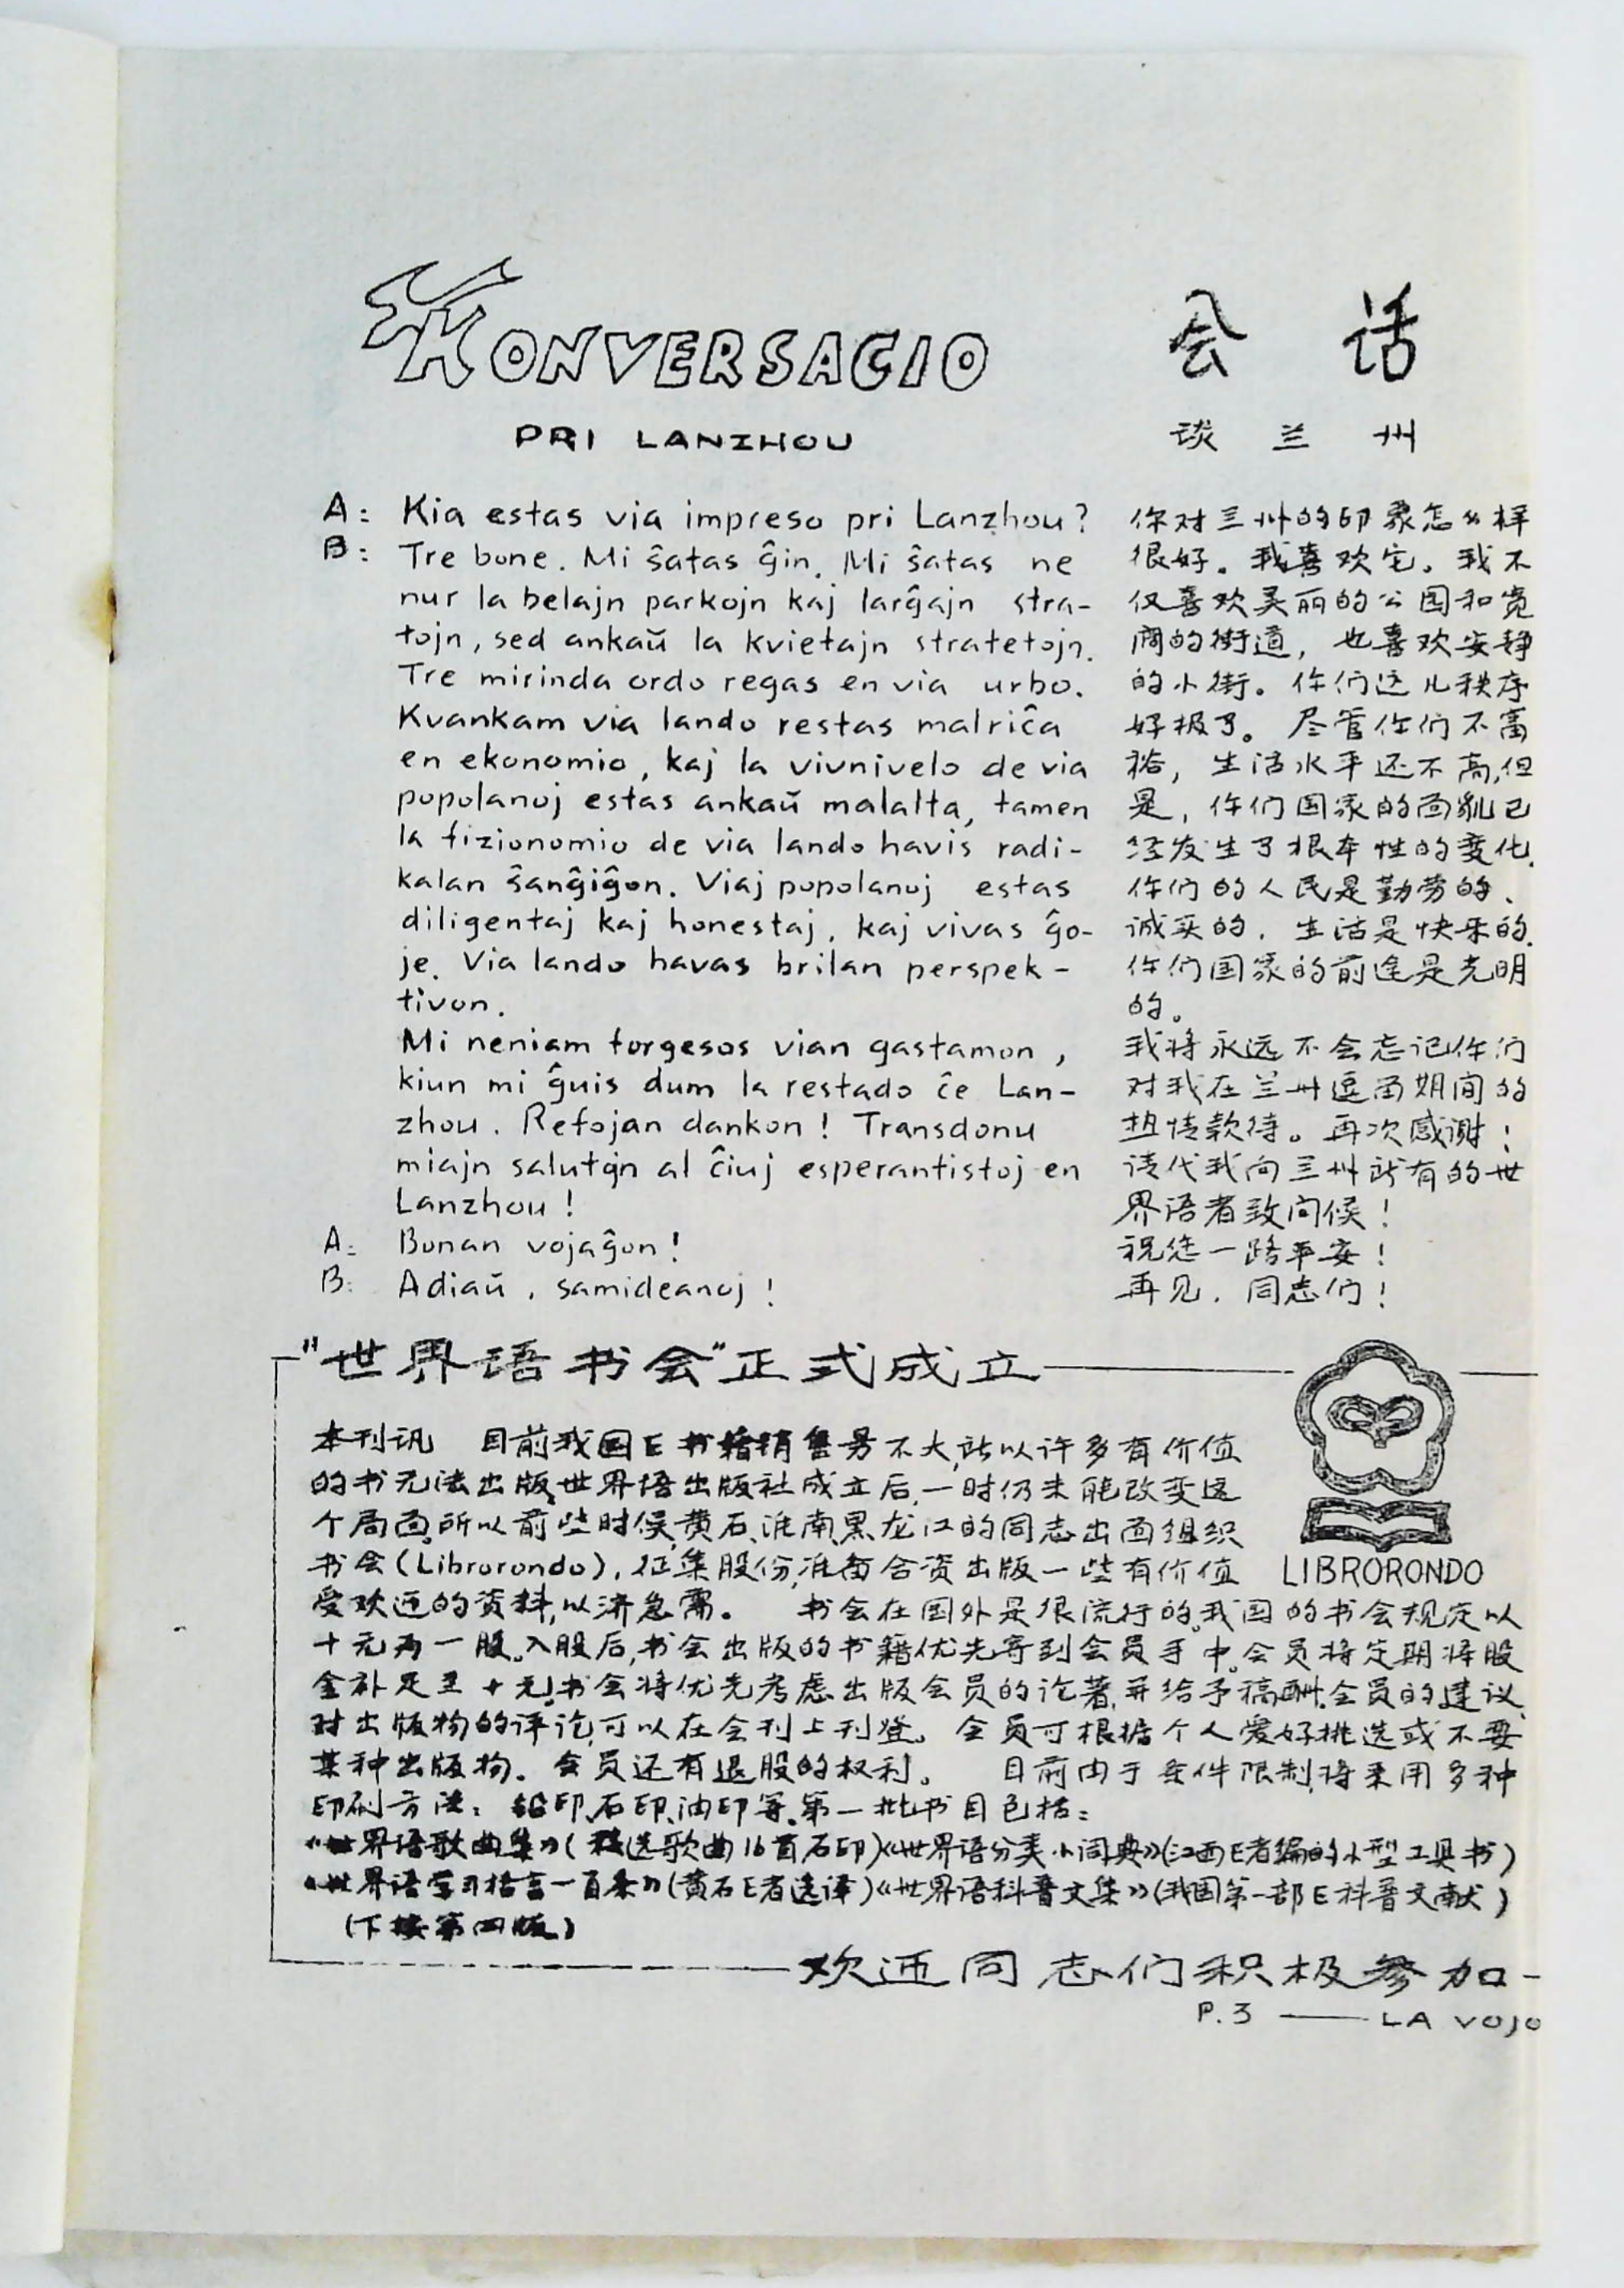 KONVERSACIO
PRI LANZHOU
A: Kia estas via impreso pri Lanzhou?
B: Tre bone. Mi ŝatas ĝin. Mi ŝatas ne
nur la belajn parkojn kaj larĝajn stra-
tojn, sed ankaŭ la kvietajn stratetojn.
Tre mirinda ordo regas en via urbo.
Kvankam via lando restas malriĉa
en ekonomio, kaj la vivnivelo de via
popolanoj estas ankaŭ malalta, tamen
la fizionomio de via lando havis radi-
kalan ŝanĝiĝon. Viaj popolanoj estas
diligentaj kaj honestaj, kaj vivas ĝo-
je. Via lando havas brilan perspek-
tivon.
Mi neniam forgesos vian gastamon,
kiun mi ĝuis dum la restado ĉe Lan-
zhou. Refojan dankon! Transdonu
miajn salutojn al ĉiuj esperantistoj en
Lanzhou!
A: Bonan vojaĝon!
B: Adiaŭ, samideanoj!
会话
谈兰州
你对兰州的印象怎么样
很好。我喜欢它。我不
仅喜欢美丽的公园和宽
阔的街道，也喜欢安静
的小街。你们这儿秩序
好极了。尽管你们不富
裕，生活水平还不高,但
是，你们国家的面貌已
经发生了根本性的变化.
你们的人民是勤劳的、
诚实的，生活是快乐的.
你们国家的前途是光明
的。
我将永远不会忘记你们
对我在兰州逗留期间的
热情款待。再次感谢！
请代我向兰州所有的世
界语者致问候！
祝您一路平安！
再见，同志们！
"世界语书会"正式成立
本刊讯 目前我国E书籍销售量不大,所以许多有价值
的书无法出版,世界语出版社成立后,一时仍未能改变这
个局面,所以前些时候,黄石、淮南、黑龙江的同志出面组织
书会(Librorondo),征集股份,准备合资出版一些有价值
受欢迎的资料,以济急需。 书会在国外是很流行的,我国的书会规定以
十元为一股。入股后,书会出版的书籍优先寄到会员手中。会员将定期将股
金补足至十元,书会将优先考虑出版会员的论著,并给予稿酬.会员的建议、
对出版物的评论,可以在会刊上刊登。会员可根据个人爱好挑选或不要
某种出版物。会员还有退股的权利。 目前由于条件限制,将采用多种
印刷方法：铅印、石印、油印等.第一批书目包括：
《世界语歌曲集》(精选歌曲16首石印)《世界语分类小词典》(江西E者编的小型工具书)
《世界语学习格言一百条》(黄石E者选译)《世界语科普文集》(我国第一部E科普文献)
(下接第四版)
LIBRORONDO
欢迎同志们积极参加
P.3 —— LA VOJO